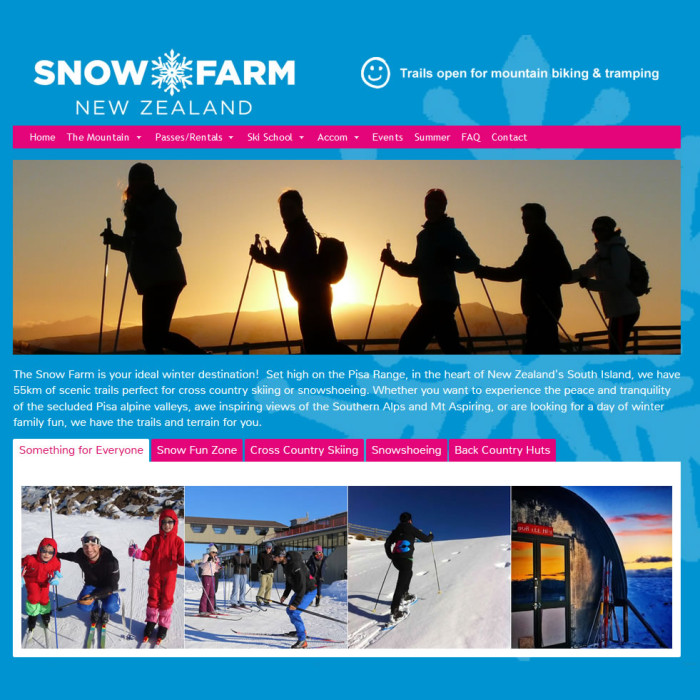 SNOW FARM
NEW ZEALAND
Trails open for mountain biking & tramping
Home The Mountain Passes/Rentals Ski School Accom Events Summer FAQ Contact
The Snow Farm is your ideal winter destination! Set high on the Pisa Range, in the heart of New Zealand's South Island, we have
55km of scenic trails perfect for cross country skiing or snowshoeing. Whether you want to experience the peace and tranquility
of the secluded Pisa alpine valleys, awe inspiring views of the Southern Alps and Mt Aspiring, or are looking for a day of winter
family fun, we have the trails and terrain for you.
Something for Everyone Snow Fun Zone Cross Country Skiing Snowshoeing Back Country Huts